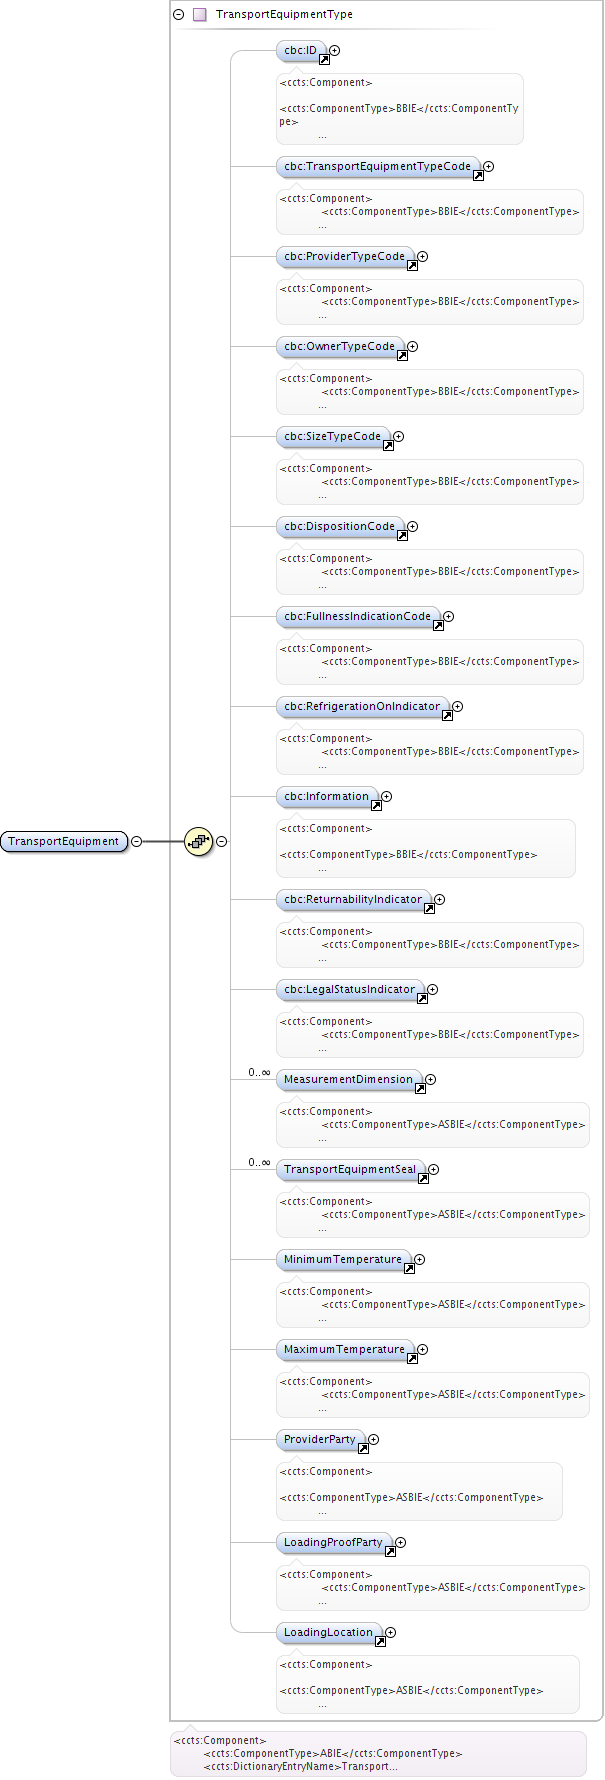 TransportEquipmentType
cbc:ID
<ccts:Component>
<ccts:ComponentType>BBIE</ccts:ComponentTy
pe>
...
cbc:TransportEquipmentTypeCode
<ccts:Component>
<ccts:ComponentType>BBIE</ccts:ComponentType>
...
cbc:ProviderTypeCode
<ccts:Component>
<ccts:ComponentType>BBIE</ccts:ComponentType>
...
cbc:OwnerTypeCode
<ccts:Component>
<ccts:ComponentType>BBIE</ccts:ComponentType>
...
cbc:SizeTypeCode
<ccts:Component>
<ccts:ComponentType>BBIE</ccts:ComponentType>
...
cbc:DispositionCode
<ccts:Component>
<ccts:ComponentType>BBIE</ccts:ComponentType>
...
cbc:FullnessIndicationCode
<ccts:Component>
<ccts:ComponentType>BBIE</ccts:ComponentType>
...
cbc:RefrigerationOnIndicator
<ccts:Component>
<ccts:ComponentType>BBIE</ccts:ComponentType>
...
cbc:Information
<ccts:Component>
<ccts:ComponentType>BBIE</ccts:ComponentType>
...
TransportEquipment
cbc:ReturnabilityIndicator
<ccts:Component>
<ccts:ComponentType>BBIE</ccts:ComponentType>
...
cbc:LegalStatusIndicator
<ccts:Component>
<ccts:ComponentType>BBIE</ccts:ComponentType>
...
0..∞ MeasurementDimension
<ccts:Component>
<ccts:ComponentType>ASBIE</ccts:ComponentType>
...
0..∞ TransportEquipmentSeal
<ccts:Component>
<ccts:ComponentType>ASBIE</ccts:ComponentType>
...
MinimumTemperature
<ccts:Component>
<ccts:ComponentType>ASBIE</ccts:ComponentType>
...
MaximumTemperature
<ccts:Component>
<ccts:ComponentType>ASBIE</ccts:ComponentType>
...
ProviderParty
<ccts:Component>
<ccts:ComponentType>ASBIE</ccts:ComponentType>
...
LoadingProofParty
<ccts:Component>
<ccts:ComponentType>ASBIE</ccts:ComponentType>
...
LoadingLocation
<ccts:Component>
<ccts:ComponentType>ASBIE</ccts:ComponentType>
...
<ccts:Component>
<ccts:ComponentType>ABIE</ccts:ComponentType>
<ccts:DictionaryEntryName>Transport...